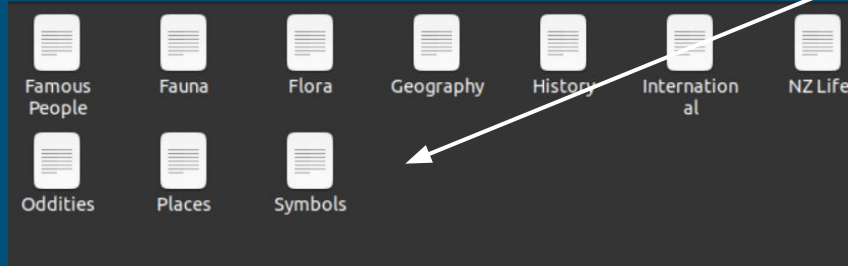 Famous
People
Fauna
Flora
Geography
History
Internation
al
NZ Life
Oddities
Places
Symbols